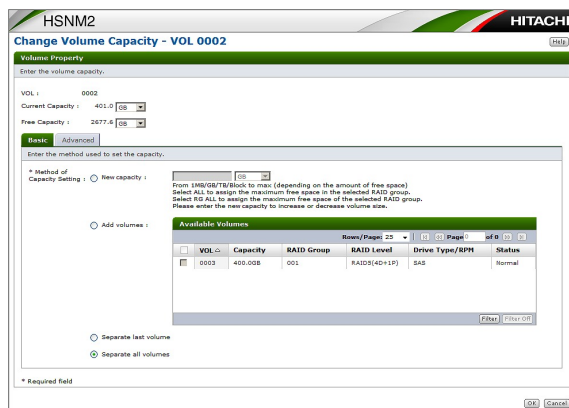 HSNM2
HITACHI
Change Volume Capacity - VOL 0002
Help
Volume Property
Enter the volume capacity.
VOL : 0002
Current Capacity : 401.0 GB
Free Capacity : 2677.6 GB
Basic Advanced
Enter the method used to set the capacity.
* Method of
Capacity Setting : New capacity : GB
From 1MB/GB/TB/Block to max (depending on the amount of free space)
Select ALL to assign the maximum free space in the selected RAID group.
Select RG ALL to assign the maximum free space of the selected RAID group.
Please enter the new capacity to increase or decrease volume size.
Add volumes : Available Volumes
Rows/Page: 25 Page 0 of 0
VOL Capacity RAID Group RAID Level Drive Type/RPM Status
0003 400.0GB 001 RAID5(4D+1P) SAS Normal
Filter Filter Off
Separate last volume
Separate all volumes
* Required field
OK Cancel